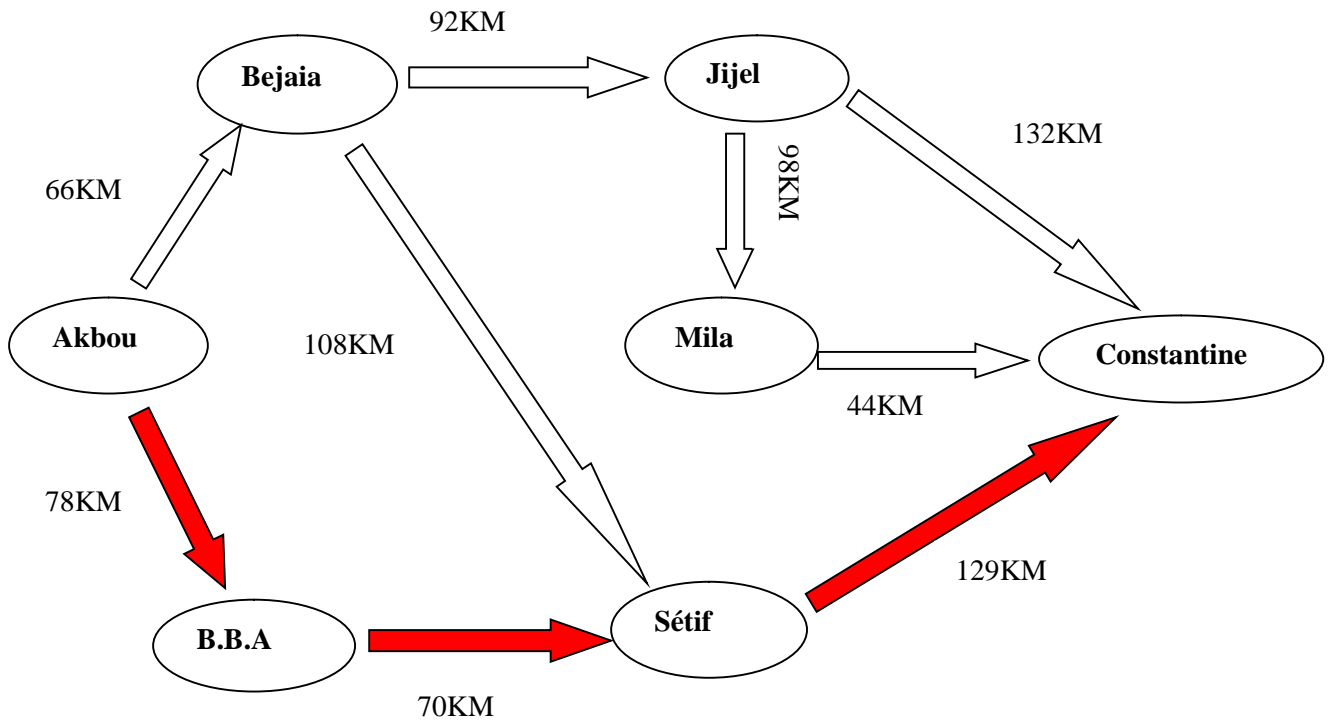 92KM
Bejaia
Jijel
132KM
98KM
66KM
Akbou
108KM
Mila
Constantine
44KM
78KM
129KM
Sétif
B.B.A
70KM